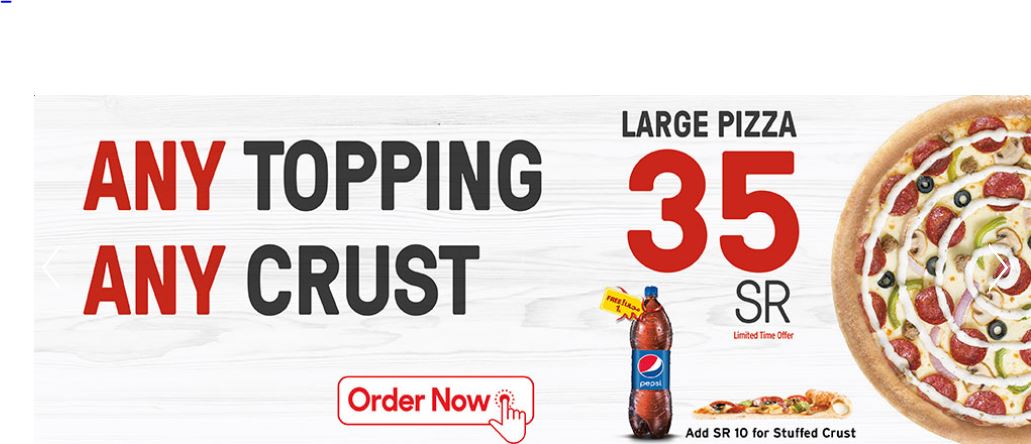 ANY TOPPING
ANY CRUST
Order Now
LARGE PIZZA
35
SR
Limited Time Offer
FREE
pepsi
Add SR 10 for Stuffed Crust